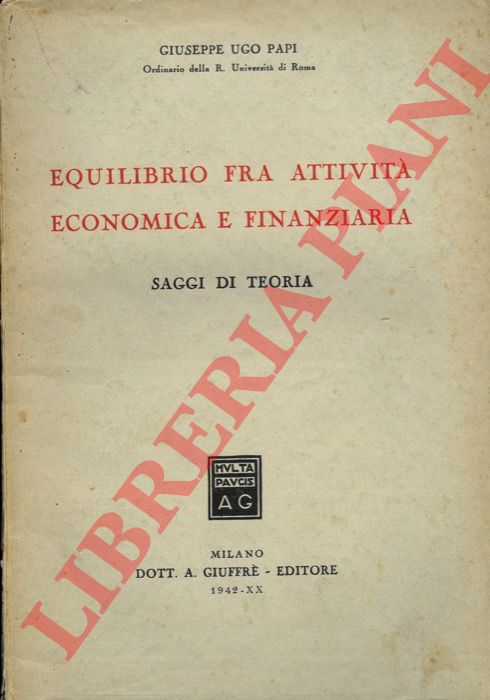 GIUSEPPE UGO PAPI
Ordinario della R. Università di Roma
EQUILIBRIO FRA ATTIVITÀ
ECONOMICA E FINANZIARIA
SAGGI DI TEORIA
MVLTA
PAVCIS
AG
MILANO
DOTT. A. GIUFFRÈ - EDITORE
1942-XX
LIBRERIA PIANI